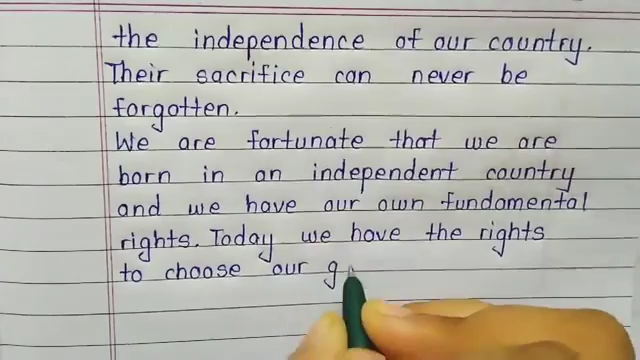 the independence of our country.
Their sacrifice can never be
forgotten.
We are fortunate that we are
born in an independent country
and we have our own fundamental
rights. Today we have the rights
to choose our g